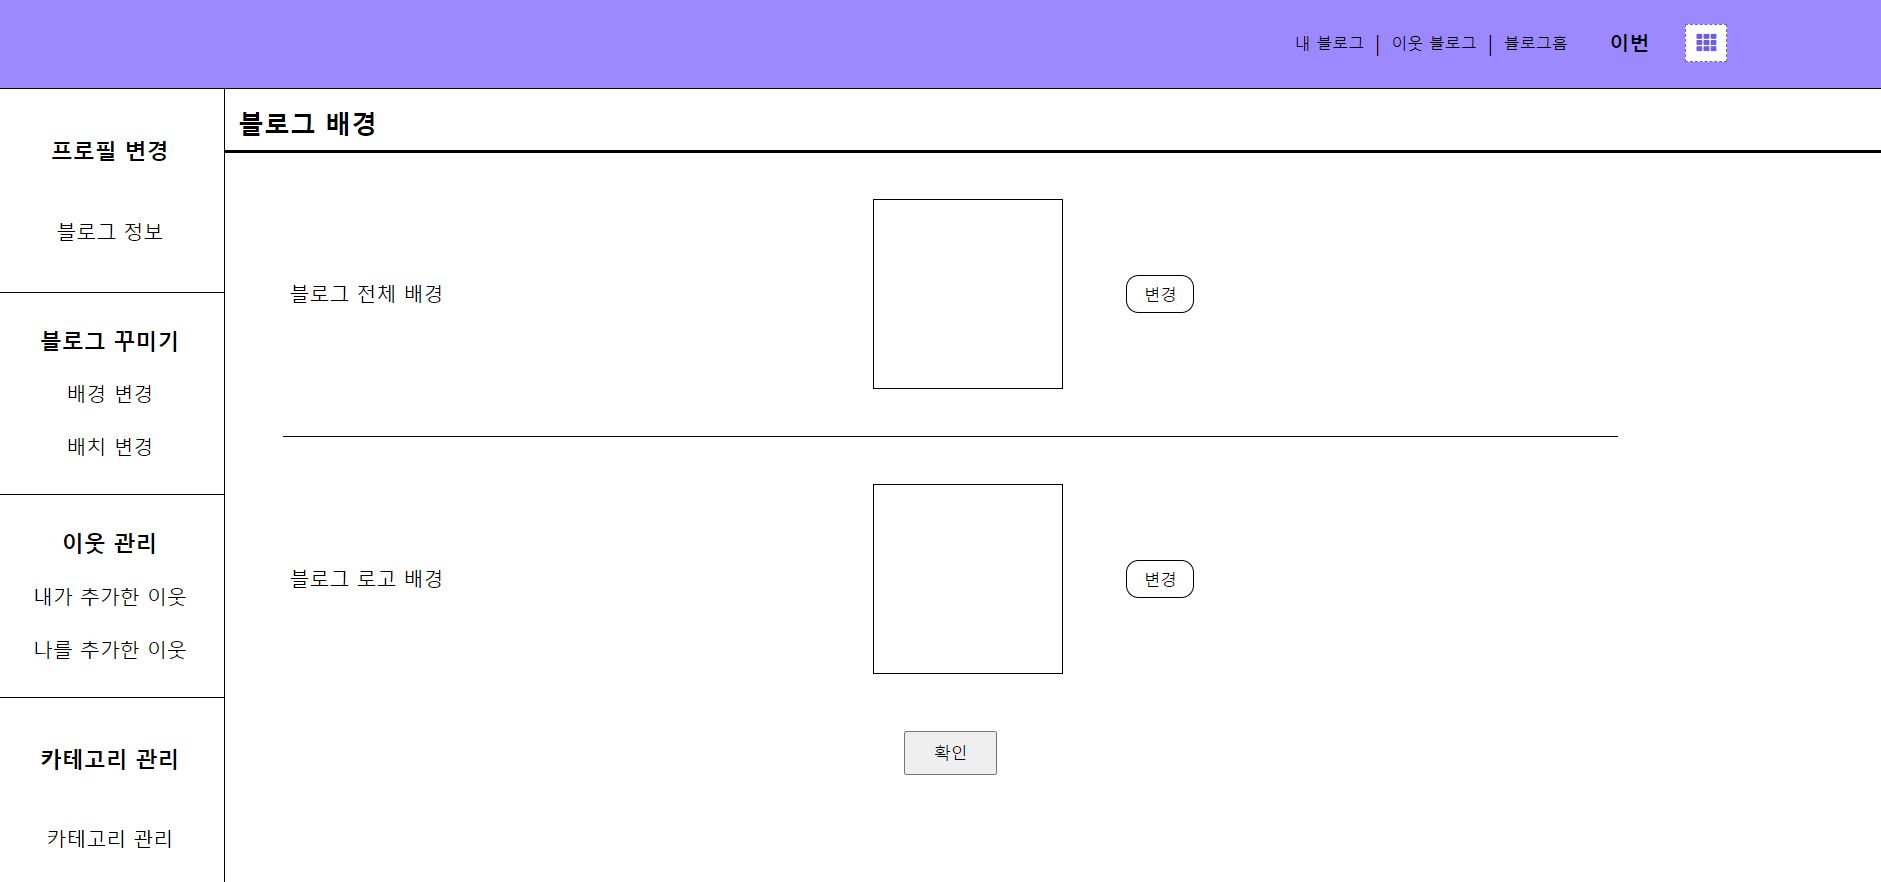 내 블로그 | 이웃 블로그 | 블로그홈 이번
프로필 변경
블로그 정보
블로그 꾸미기
배경 변경
배치 변경
이웃 관리
내가 추가한 이웃
나를 추가한 이웃
카테고리 관리
카테고리 관리
블로그 배경
블로그 전체 배경 변경
블로그 로고 배경 변경
확인